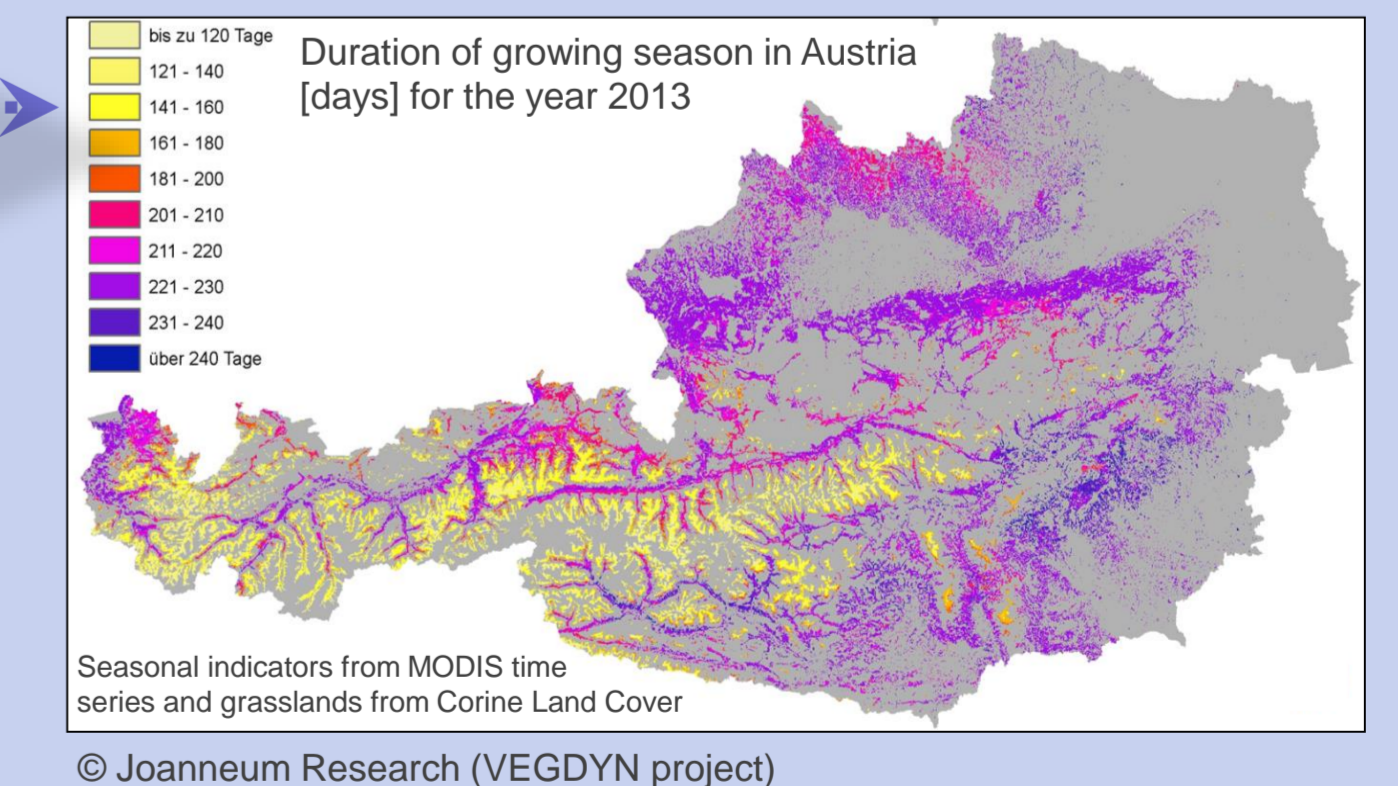 bis zu 120 Tage
121 - 140
141 - 160
161 - 180
181 - 200
201 - 210
211 - 220
221 - 230
231 - 240
über 240 Tage
Duration of growing season in Austria
[days] for the year 2013
Seasonal indicators from MODIS time
series and grasslands from Corine Land Cover
© Joanneum Research (VEGDYN project)